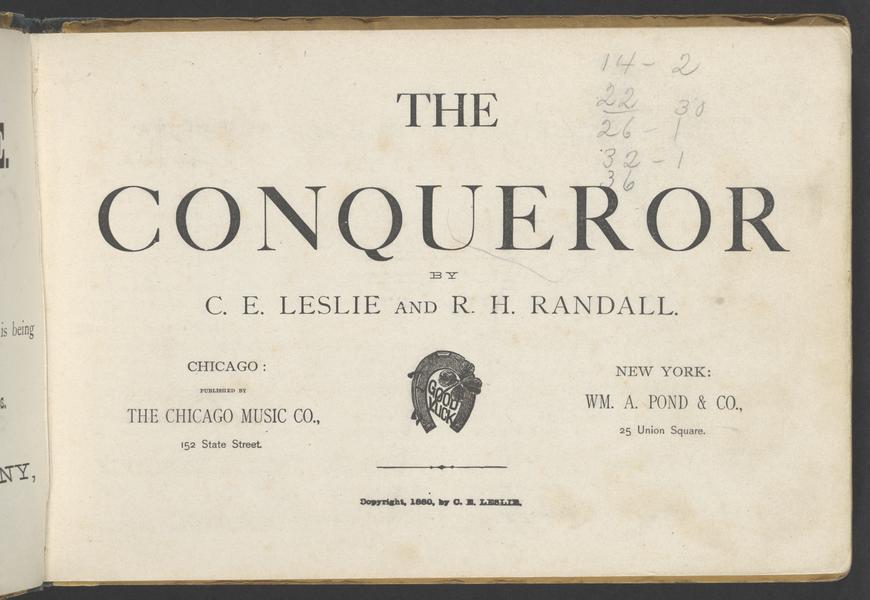 E.
is being
NY,
14 - 2
22 30
26 - 1
32 - 1
36
THE
CONQUEROR
BY
C. E. LESLIE AND R. H. RANDALL.
CHICAGO :
PUBLISHED BY
THE CHICAGO MUSIC CO.,
152 State Street.
GOOD
LUCK
NEW YORK:
WM. A. POND & CO.,
25 Union Square.
Copyright, 1880, by C. E. LESLIE.